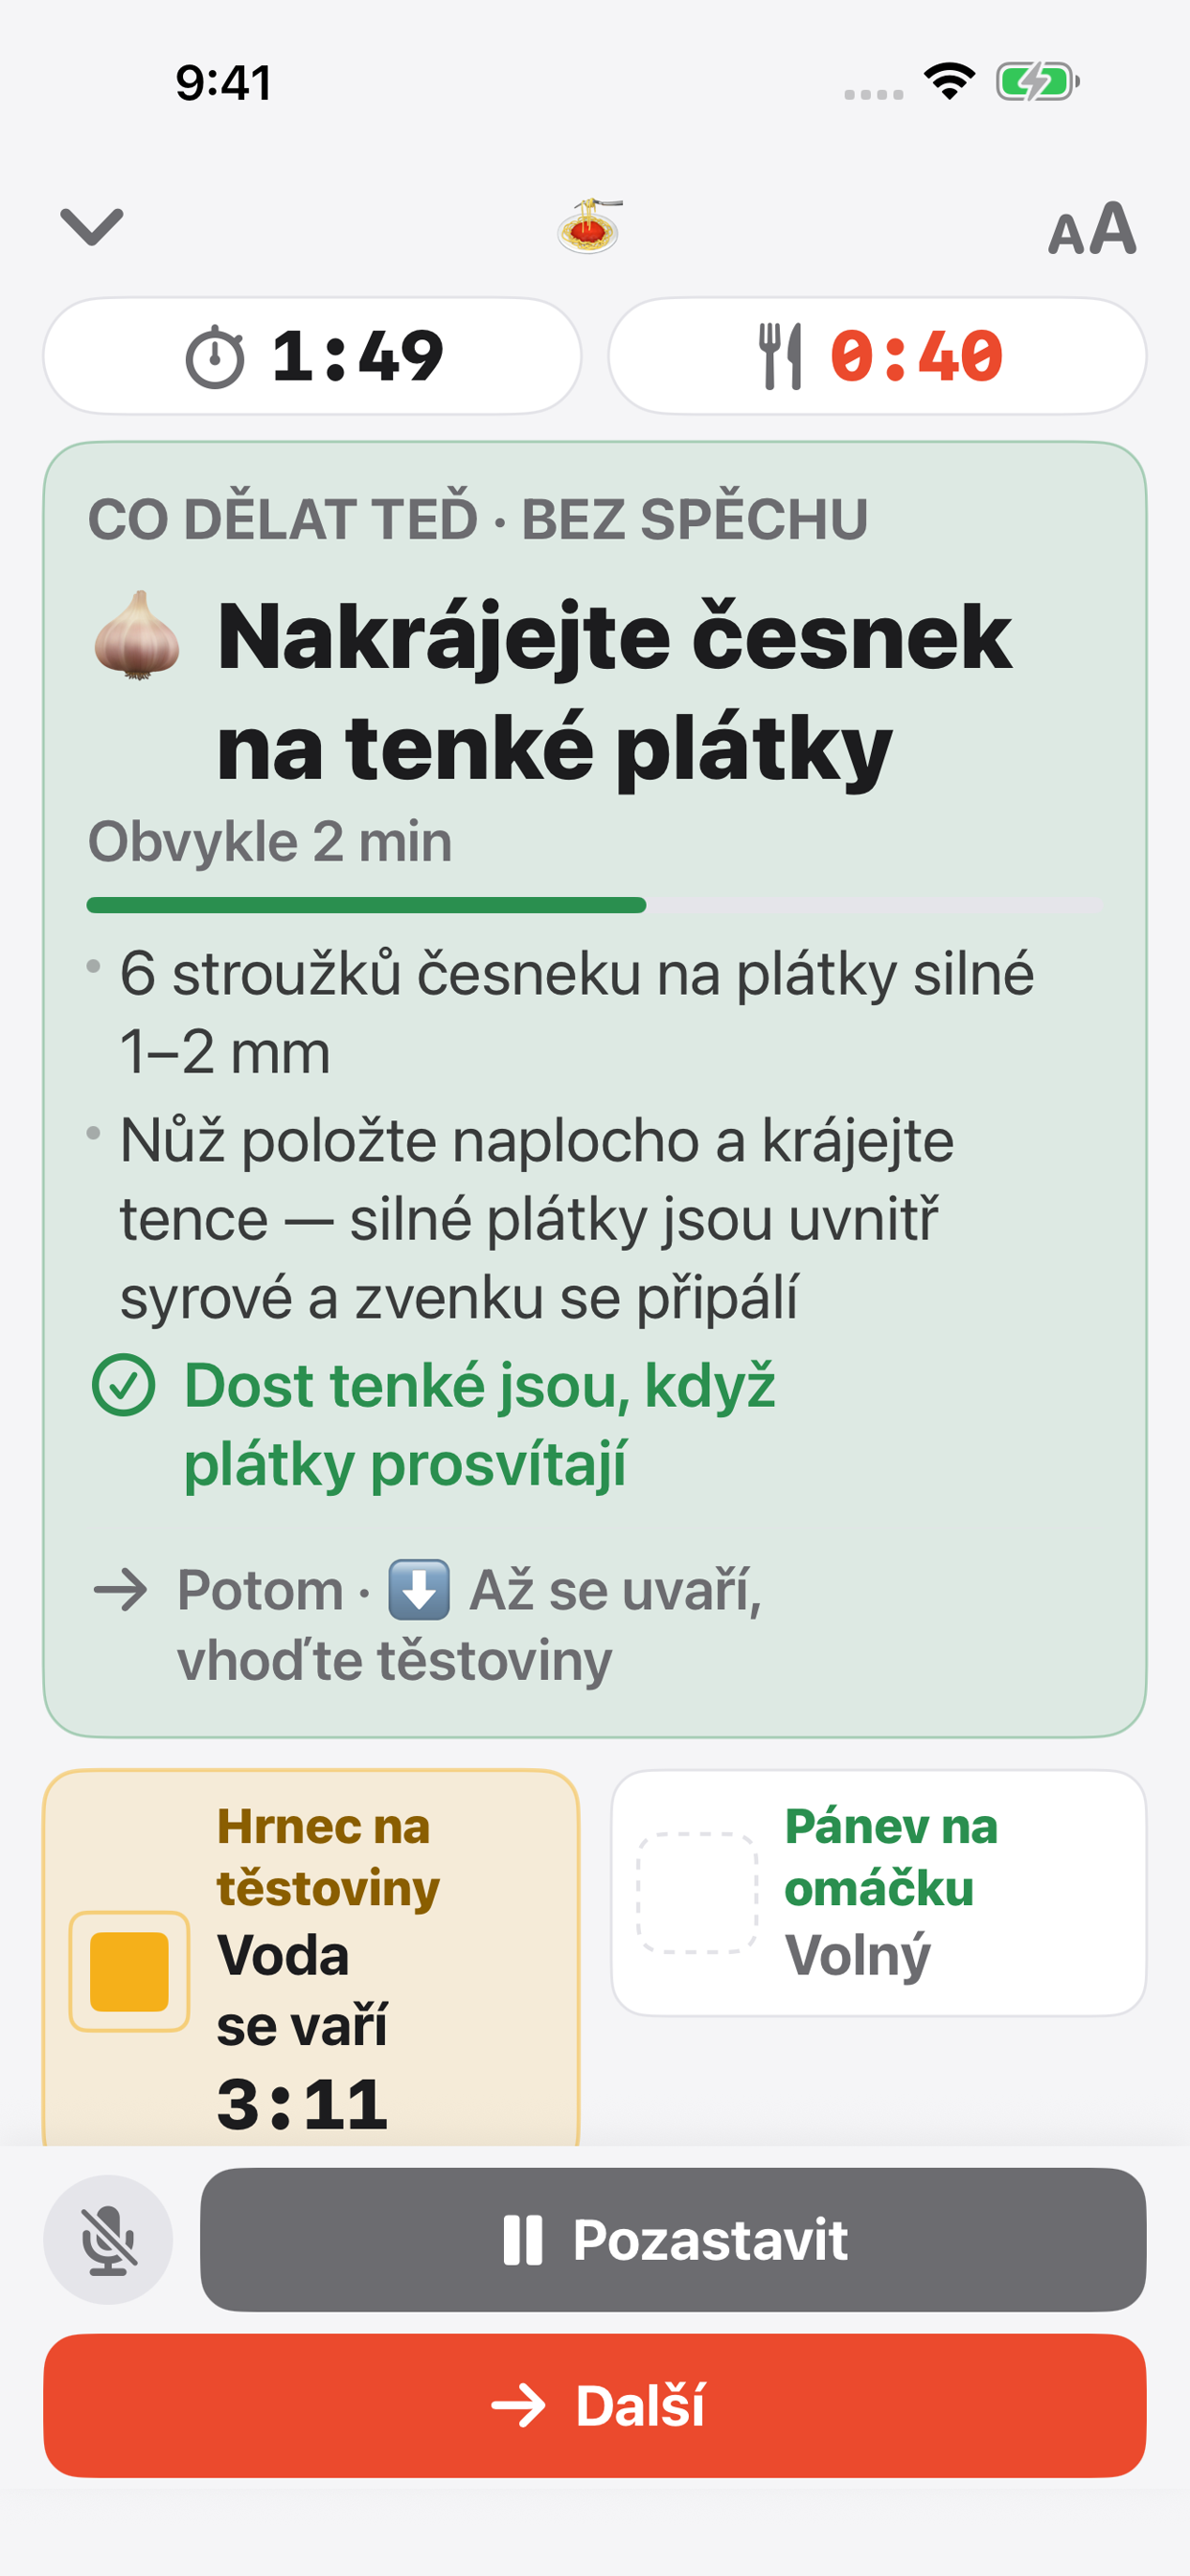 9:41
AA
1:49
0:40
CO DĚLAT TEĎ · BEZ SPĚCHU
Nakrájejte česnek
na tenké plátky
Obvykle 2 min
• 6 stroužků česneku na plátky silné
1–2 mm
• Nůž položte naplocho a krájejte
tence — silné plátky jsou uvnitř
syrové a zvenku se připálí
Dost tenké jsou, když
plátky prosvítají
→ Potom · ⬇️ Až se uvaří,
vhoďte těstoviny
Hrnec na
těstoviny
Voda
se vaří
3:11
Pánev na
omáčku
Volný
Pozastavit
→ Další